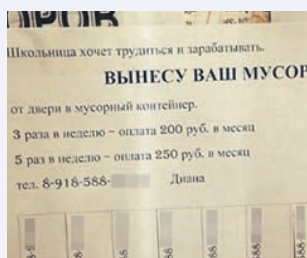 Школьница хочет трудиться и зарабатывать.
ВЫНЕСУ ВАШ МУСОР
от двери в мусорный контейнер.
3 раза в неделю – оплата 200 руб. в месяц
5 раз в неделю – оплата 250 руб. в месяц
тел. 8-918-588- Диана